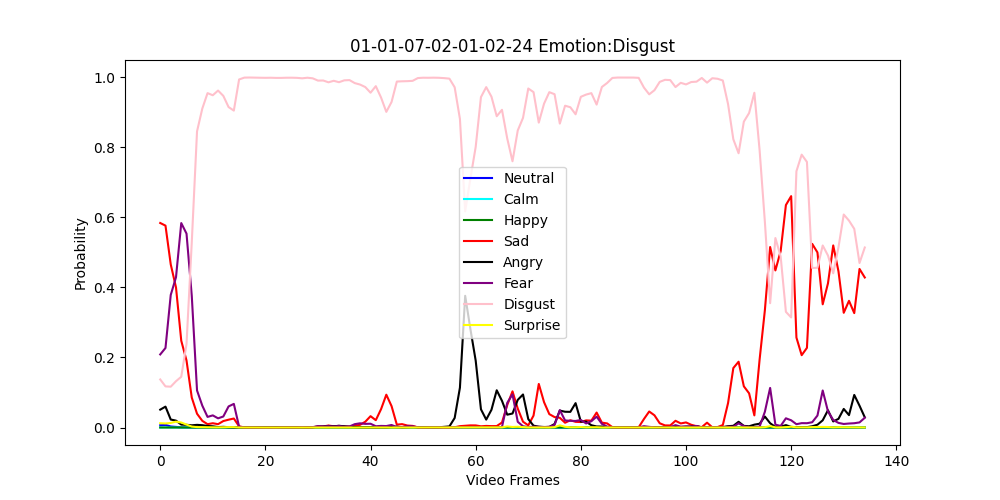 01-01-07-02-01-02-24 Emotion:Disgust
1.0
0.8
0.6
0.4
0.2
0.0
Probability
Neutral
Calm
Happy
Sad
Angry
Fear
Disgust
Surprise
0 20 40 60 80 100 120 140
Video Frames